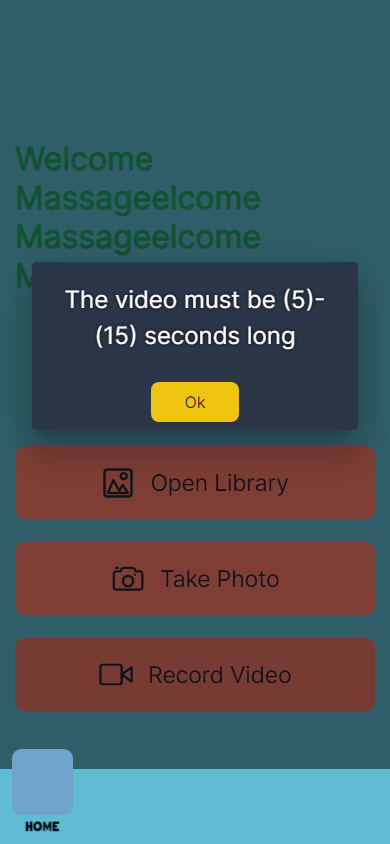 Welcome
Massageelcome
Massageelcome
M
The video must be (5)-
(15) seconds long
Ok
Open Library
Take Photo
Record Video
HOME